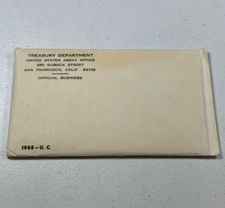 TREASURY DEPARTMENT
UNITED STATES ASSAY OFFICE
350 DUBOCE STREET
SAN FRANCISCO, CALIF. 94102
OFFICIAL BUSINESS
1968 - U. C.